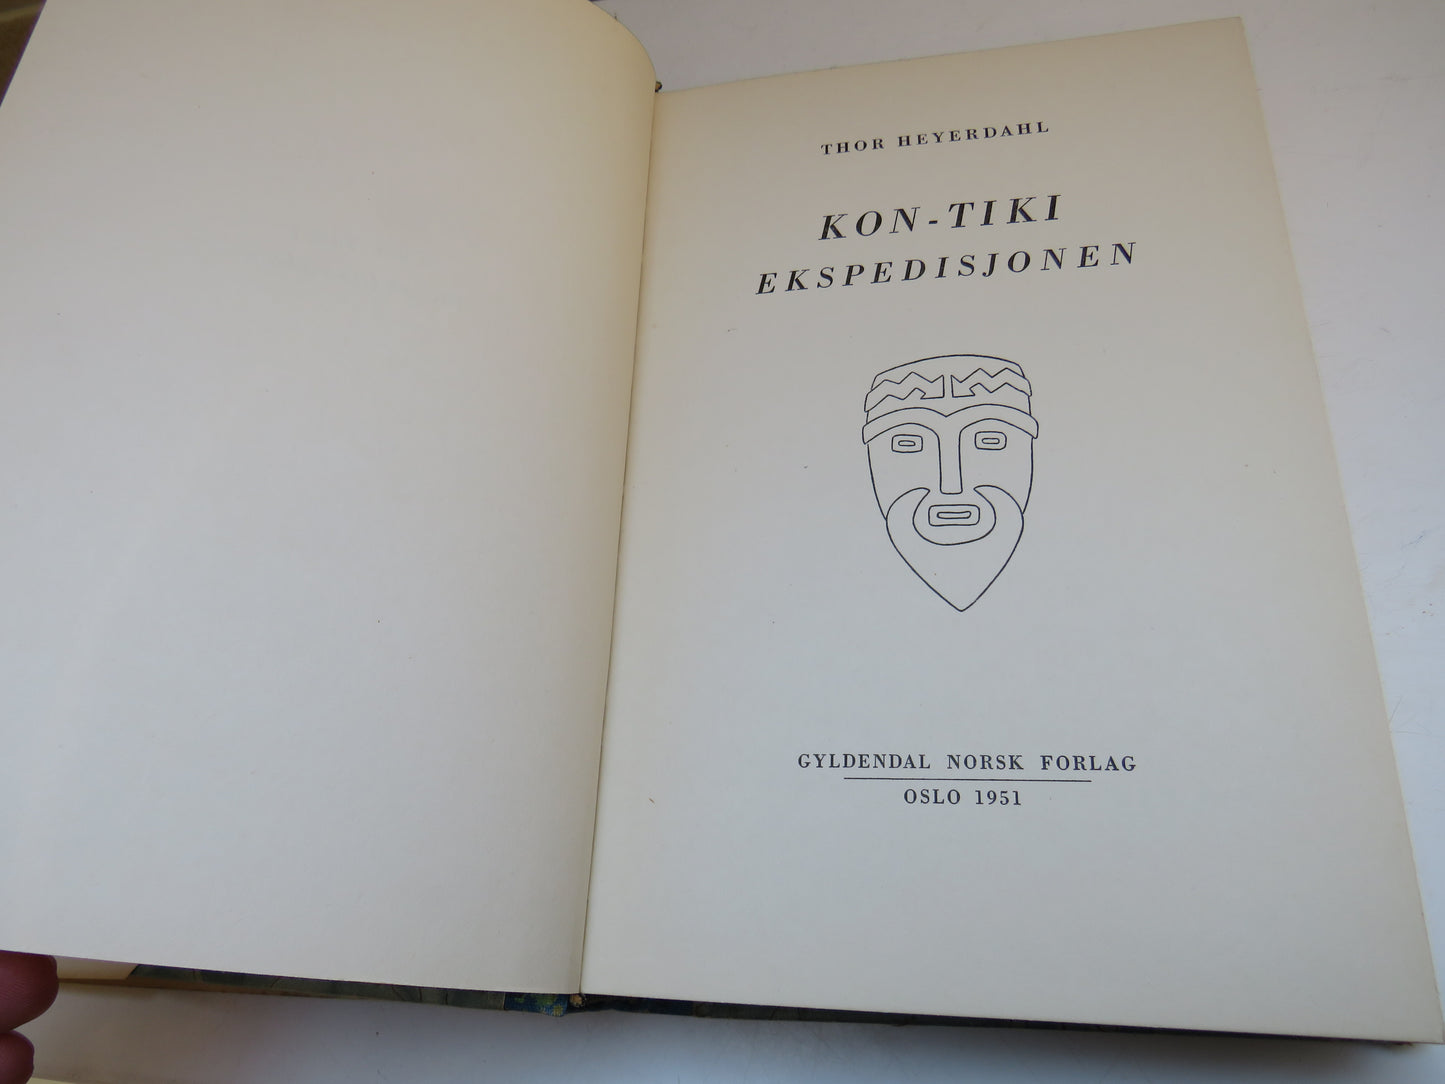 THOR HEYERDAHL
KON-TIKI
EKSPEDISJONEN
GYLDENDAL NORSK FORLAG
OSLO 1951